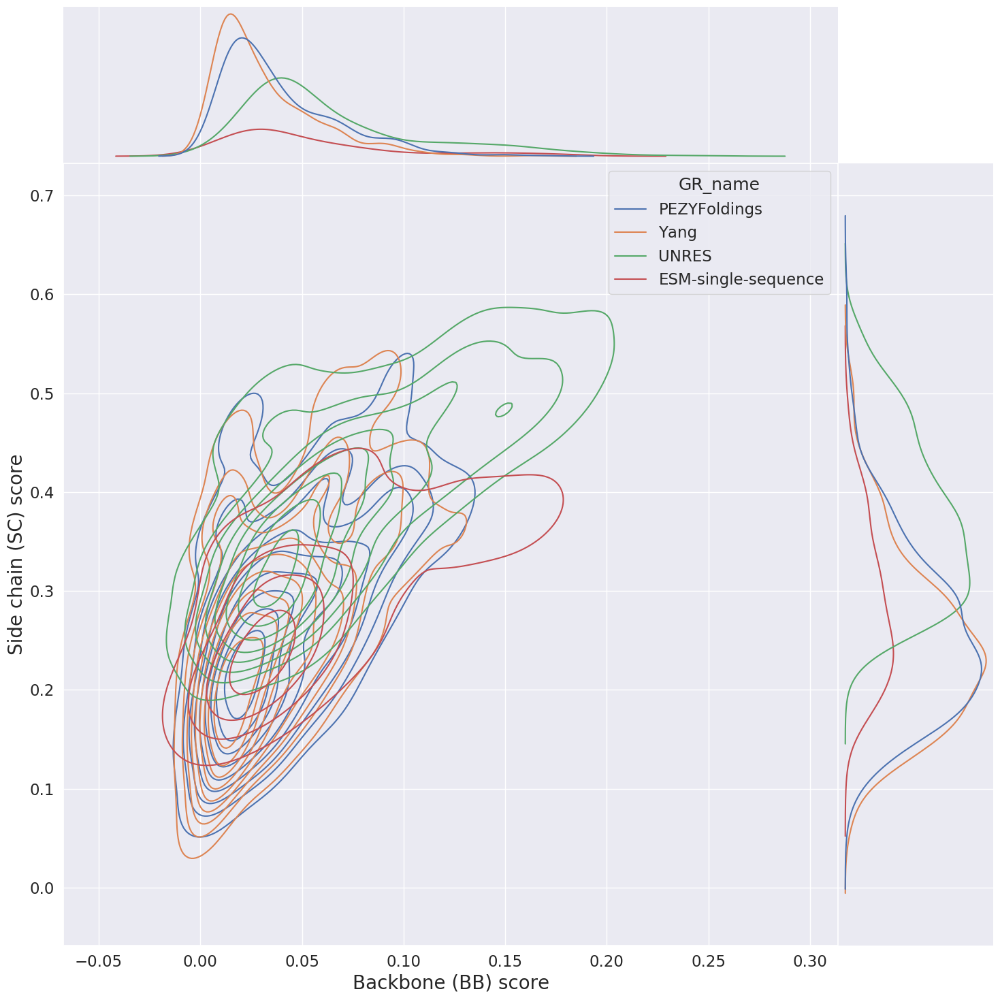 GR_name
PEZYFoldings
Yang
UNRES
ESM-single-sequence
0.7
0.6
0.5
0.4
0.3
0.2
0.1
0.0
Side chain (SC) score
−0.05 0.00 0.05 0.10 0.15 0.20 0.25 0.30
Backbone (BB) score